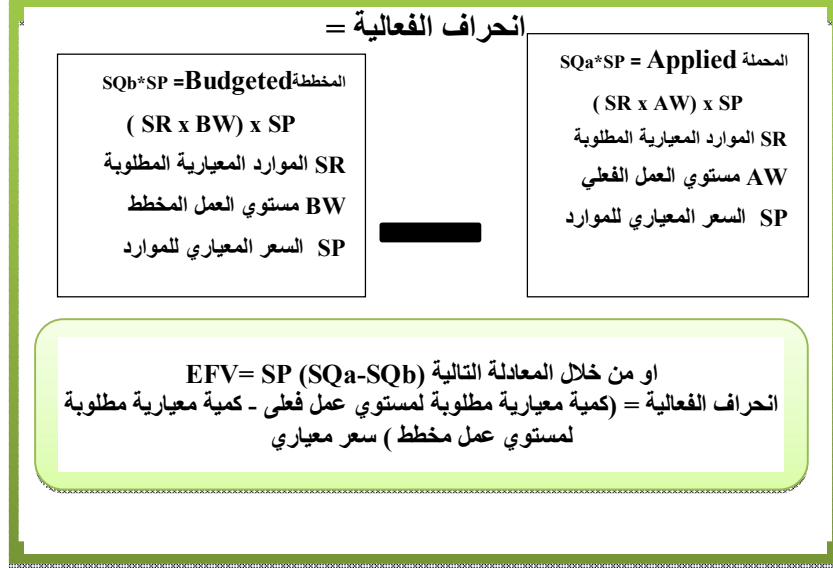 انحراف الفعالية =
المحملة SQa*SP = Applied
( SR x AW) x SP
SR الموارد المعيارية المطلوبة
AW مستوي العمل الفعلي
SP السعر المعياري للموارد
المخططة SQb*SP =Budgeted
( SR x BW) x SP
SR الموارد المعيارية المطلوبة
BW مستوي العمل المخطط
SP السعر المعياري للموارد
او من خلال المعادلة التالية EFV= SP (SQa-SQb)
انحراف الفعالية = (كمية معيارية مطلوبة لمستوي عمل فعلى - كمية معيارية مطلوبة
لمستوي عمل مخطط ) سعر معياري